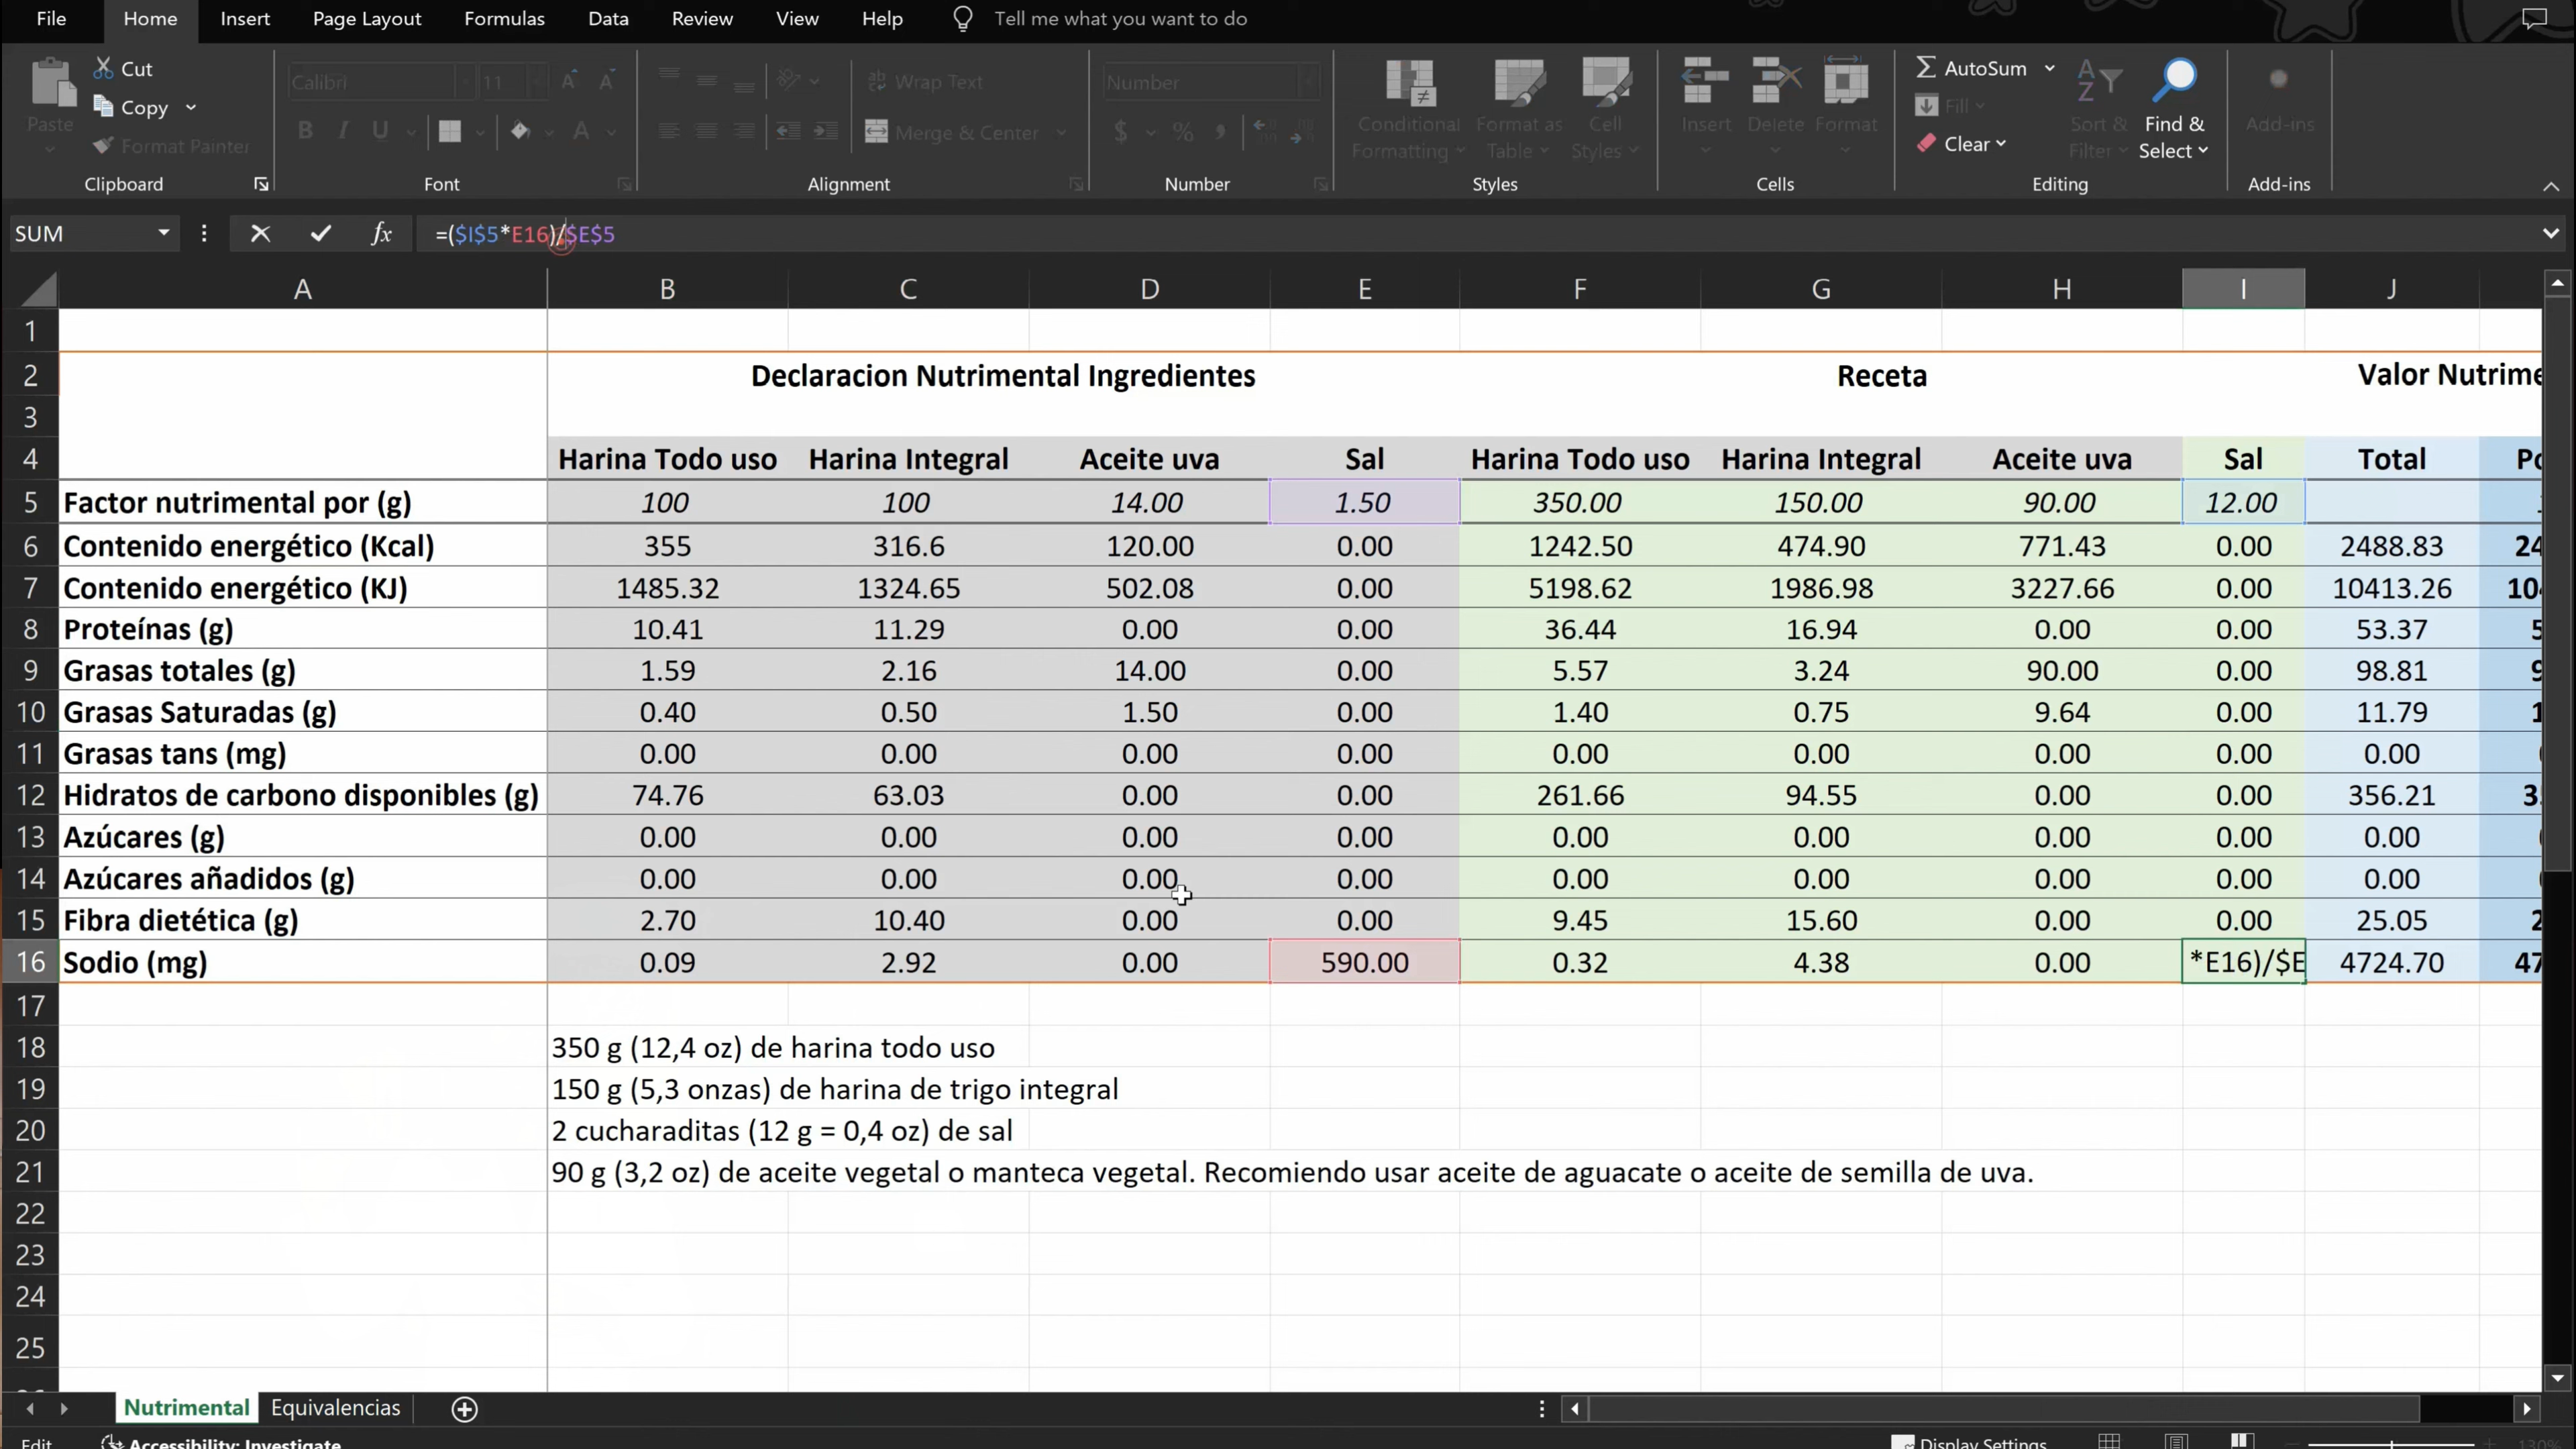 File Home Insert Page Layout Formulas Data Review View Help Tell me what you want to do
Cut
Copy
Paste
Format Painter
Clipboard
Calibri 11
B I U
Font
Wrap Text
Merge & Center
Alignment
Number
$ % ,
Number
Conditional Formatting
Format as Table
Cell Styles
Styles
Insert Delete Format
Cells
AutoSum
Fill
Clear
Sort & Filter
Find & Select
Editing
Add-ins
Add-ins
SUM fx =($I$5*E16)/$E$5
A B C D E F G H I J
1
2 Declaracion Nutrimental Ingredientes Receta Valor Nutrime
3
4 Harina Todo uso Harina Integral Aceite uva Sal Harina Todo uso Harina Integral Aceite uva Sal Total
5 Factor nutrimental por (g) 100 100 14.00 1.50 350.00 150.00 90.00 12.00
6 Contenido energético (Kcal) 355 316.6 120.00 0.00 1242.50 474.90 771.43 0.00 2488.83 24
7 Contenido energético (KJ) 1485.32 1324.65 502.08 0.00 5198.62 1986.98 3227.66 0.00 10413.26 10
8 Proteínas (g) 10.41 11.29 0.00 0.00 36.44 16.94 0.00 0.00 53.37 5
9 Grasas totales (g) 1.59 2.16 14.00 0.00 5.57 3.24 90.00 0.00 98.81 9
10 Grasas Saturadas (g) 0.40 0.50 1.50 0.00 1.40 0.75 9.64 0.00 11.79 1
11 Grasas tans (mg) 0.00 0.00 0.00 0.00 0.00 0.00 0.00 0.00 0.00
12 Hidratos de carbono disponibles (g) 74.76 63.03 0.00 0.00 261.66 94.55 0.00 0.00 356.21 3
13 Azúcares (g) 0.00 0.00 0.00 0.00 0.00 0.00 0.00 0.00 0.00
14 Azúcares añadidos (g) 0.00 0.00 0.00 0.00 0.00 0.00 0.00 0.00 0.00
15 Fibra dietética (g) 2.70 10.40 0.00 0.00 9.45 15.60 0.00 0.00 25.05 2
16 Sodio (mg) 0.09 2.92 0.00 590.00 0.32 4.38 0.00 *E16)/$E 4724.70 47
17
18 350 g (12,4 oz) de harina todo uso
19 150 g (5,3 onzas) de harina de trigo integral
20 2 cucharaditas (12 g = 0,4 oz) de sal
21 90 g (3,2 oz) de aceite vegetal o manteca vegetal. Recomiendo usar aceite de aguacate o aceite de semilla de uva.
22
23
24
25
Nutrimental Equivalencias
Edit Accessibility: Investigate Display Settings 130%